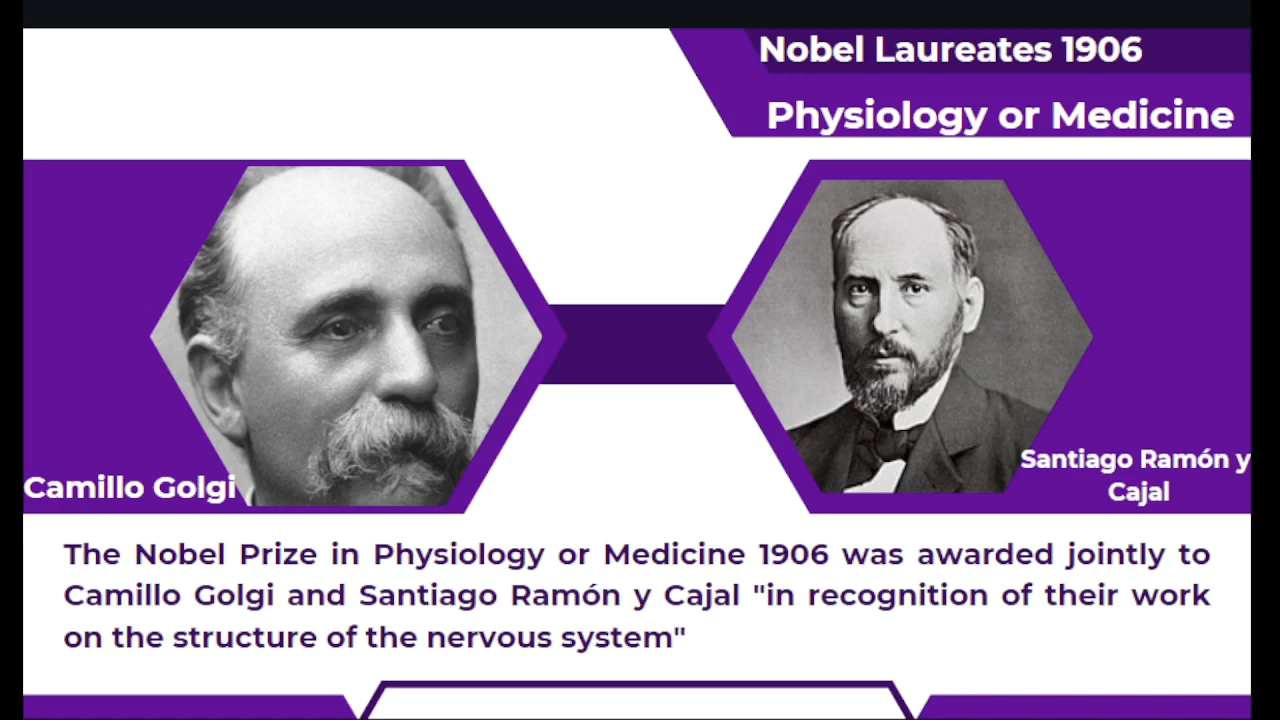 Nobel Laureates 1906
Physiology or Medicine
Camillo Golgi
Santiago Ramón y
Cajal
The Nobel Prize in Physiology or Medicine 1906 was awarded jointly to
Camillo Golgi and Santiago Ramón y Cajal "in recognition of their work
on the structure of the nervous system"